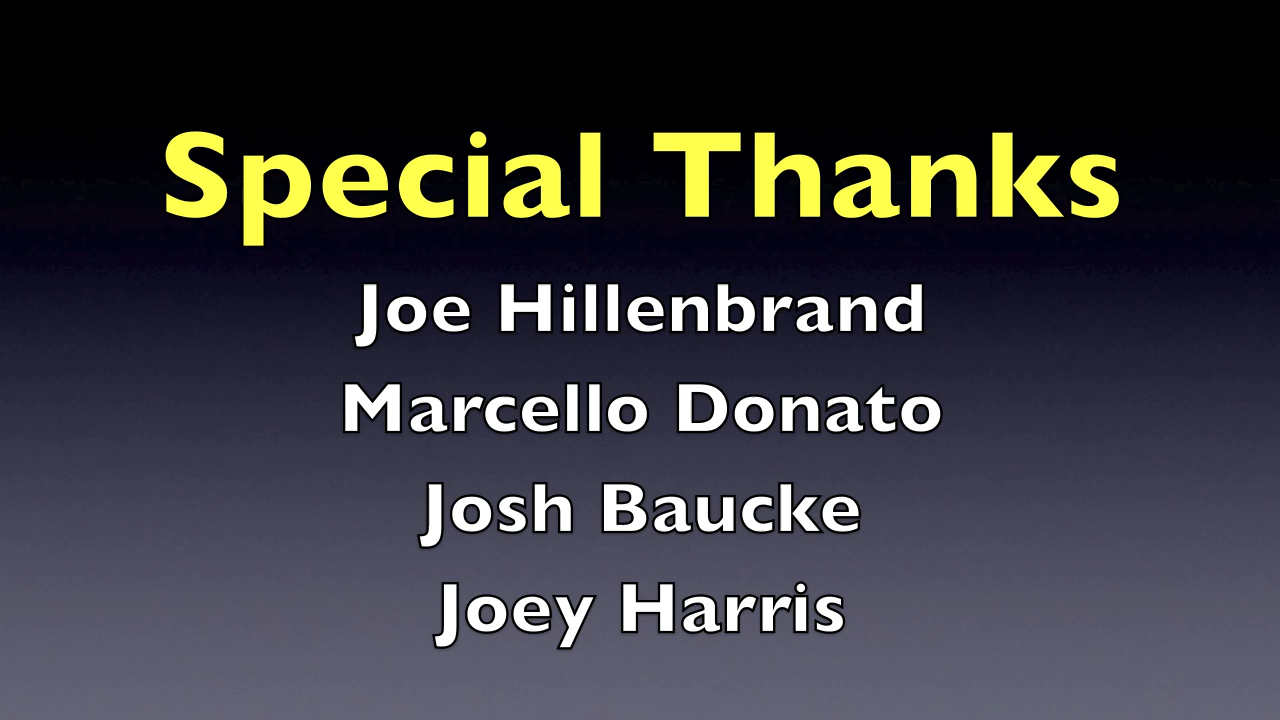 Special Thanks
Joe Hillenbrand
Marcello Donato
Josh Baucke
Joey Harris